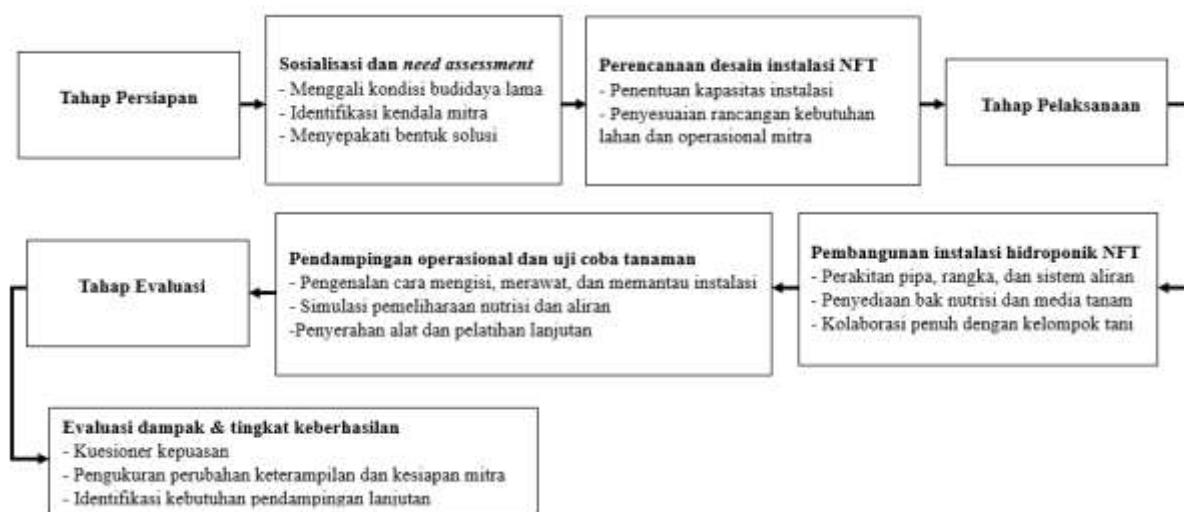 Tahap Persiapan
Sosialisasi dan need assessment
- Menggali kondisi budidaya lama
- Identifikasi kendala mitra
- Menyepakati bentuk solusi
Perencanaan desain instalasi NFT
- Penentuan kapasitas instalasi
- Penyesuaian rancangan kebutuhan
lahan dan operasional mitra
Tahap Pelaksanaan
Pembangunan instalasi hidroponik NFT
- Perakitan pipa, rangka, dan sistem aliran
- Penyediaan bak nutrisi dan media tanam
- Kolaborasi penuh dengan kelompok tani
Pendampingan operasional dan uji coba tanaman
- Pengenalan cara mengisi, merawat, dan memantau instalasi
- Simulasi pemeliharaan nutrisi dan aliran
-Penyerahan alat dan pelatihan lanjutan
Tahap Evaluasi
Evaluasi dampak & tingkat keberhasilan
- Kuesioner kepuasan
- Pengukuran perubahan keterampilan dan kesiapan mitra
- Identifikasi kebutuhan pendampingan lanjutan